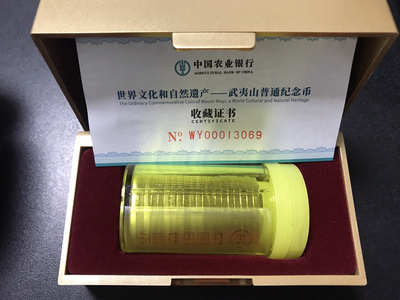 中国农业银行
AGRICULTURAL BANK OF CHINA
世界文化和自然遗产——武夷山普通纪念币
The Ordinary Commemorative Coin of Mount Wuyi, a World Cultural and Natural Heritage
收藏证书
CERTIFICATE
No. WY00013069